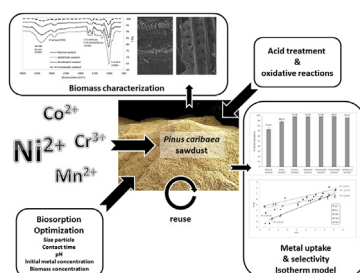 Biomass characterization
Acid treatment
&
oxidative reactions
Co2+
Ni2+ Cr3+
Mn2+
Pinus caribaea
sawdust
reuse
Biosorption
Optimization
Size particle
Contact time
pH
Initial metal concentration
Biomass concentration
Metal uptake
& selectivity
Isotherm model